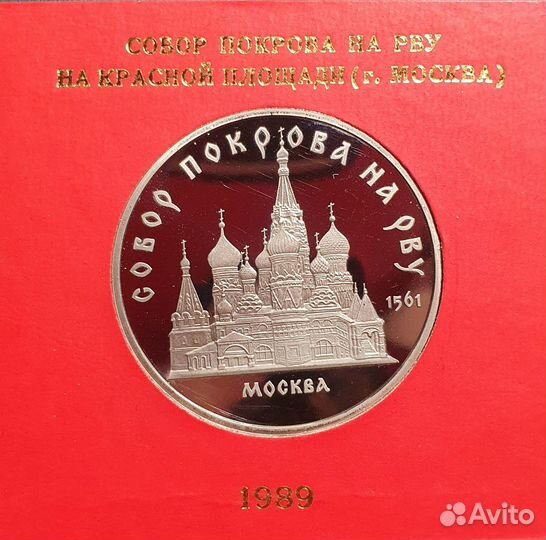 СОБОР ПОКРОВА НА РВУ
НА КРАСНОЙ ПЛОЩАДИ (г. МОСКВА)
СОБОР ПОКРОВА НА РВУ
1561
МОСКВА
1989
Avito